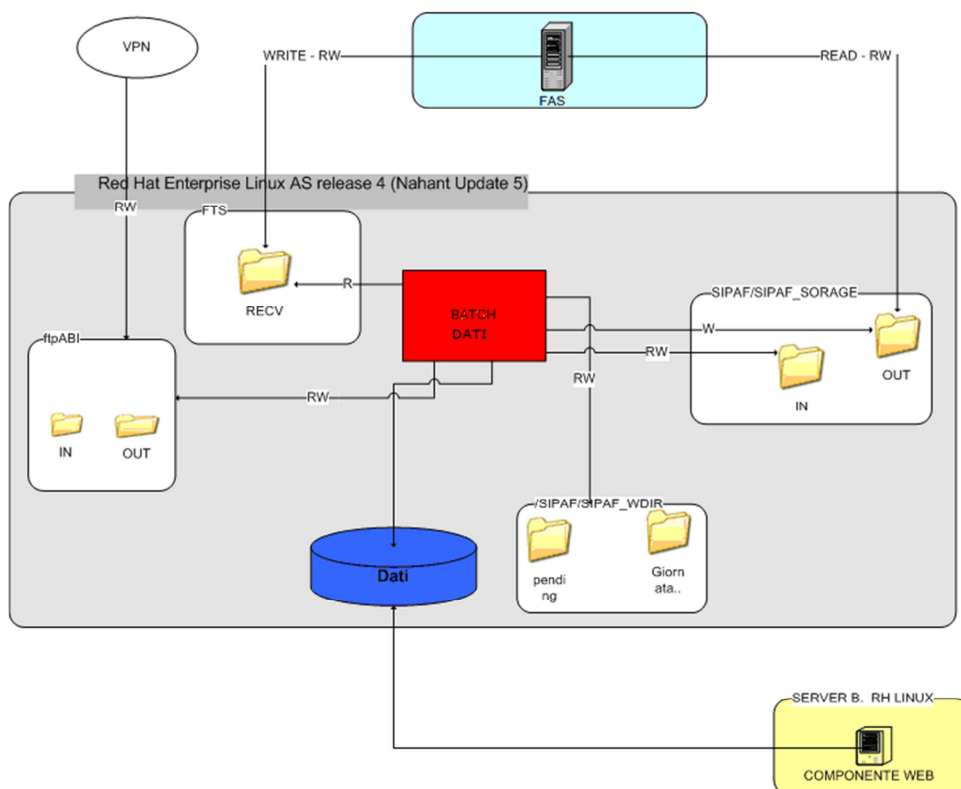 VPN
WRITE - RW
READ - RW
FAS
Red Hat Enterprise Linux AS release 4 (Nahant Update 5)
RW
FTS
RECV
R
BATCH
DATI
SIPAF/SIPAF_SORAGE
W
RW
OUT
IN
ftpABI
IN
OUT
RW
RW
/SIPAF/SIPAF_WDIR
pendi
ng
Giorn
ata..
Dati
SERVER B. RH LINUX
COMPONENTE WEB